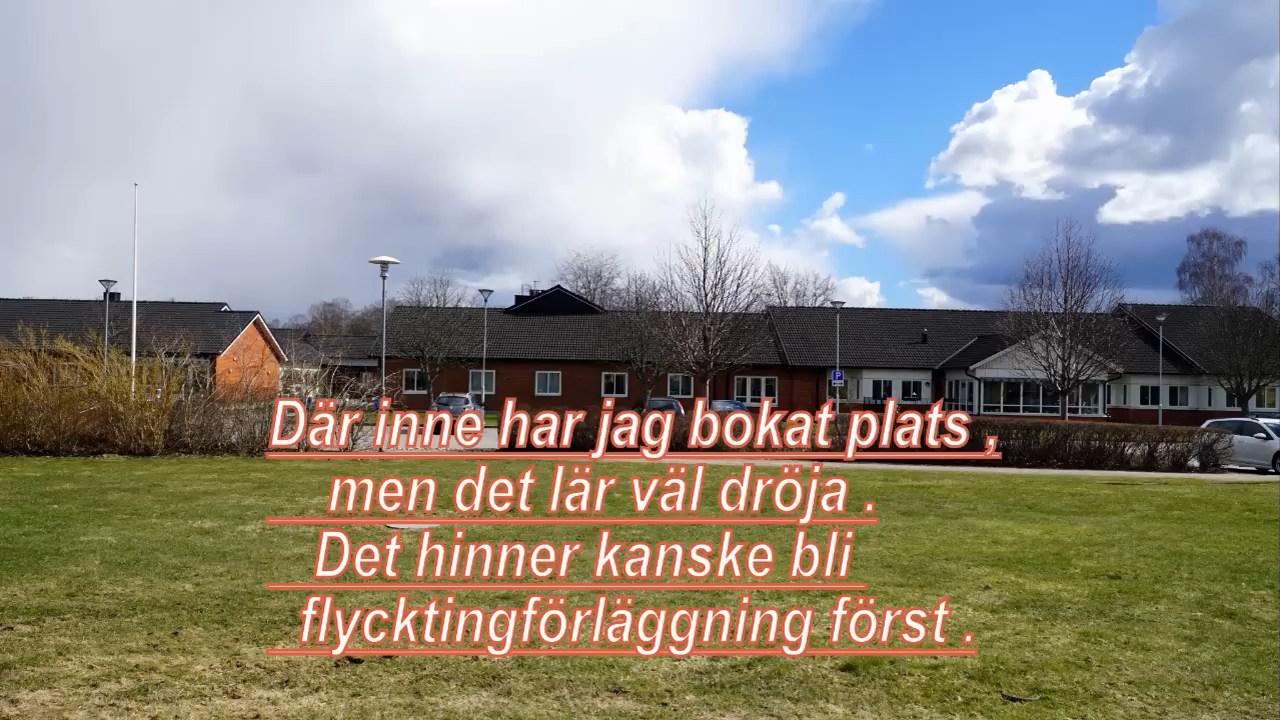 Där inne har jag bokat plats ,
men det lär väl dröja .
Det hinner kanske bli
flycktingförläggning först .
P